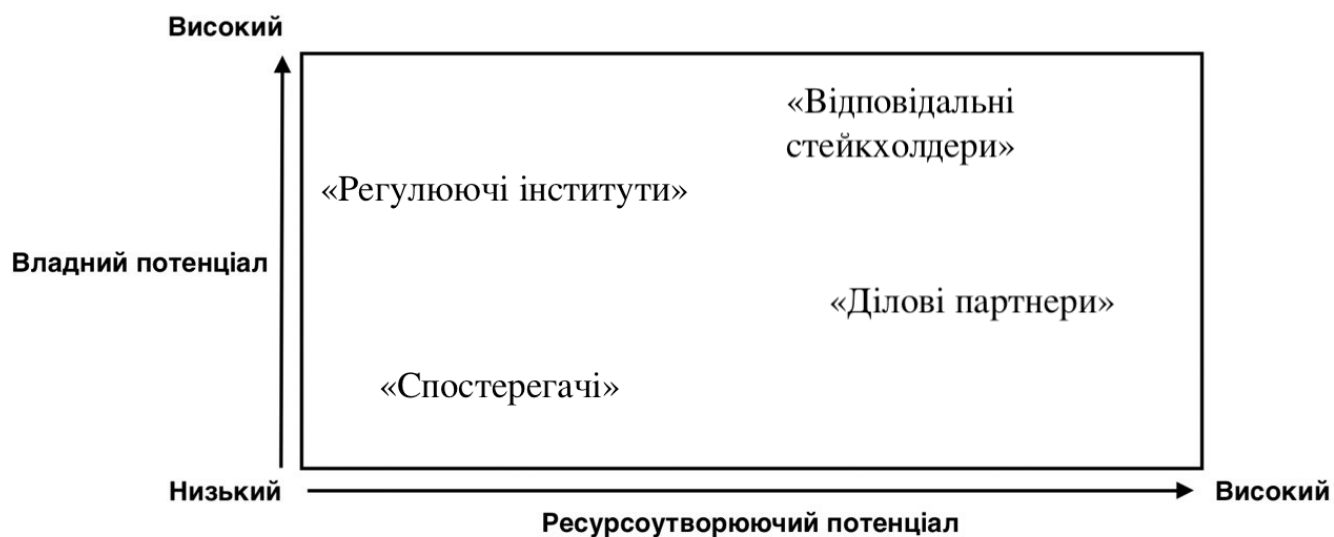 Високий
«Відповідальні
стейкхолдери»
«Регулюючі інститути»
Владний потенціал
«Ділові партнери»
«Спостерегачі»
Низький
Високий
Ресурсоутворюючий потенціал